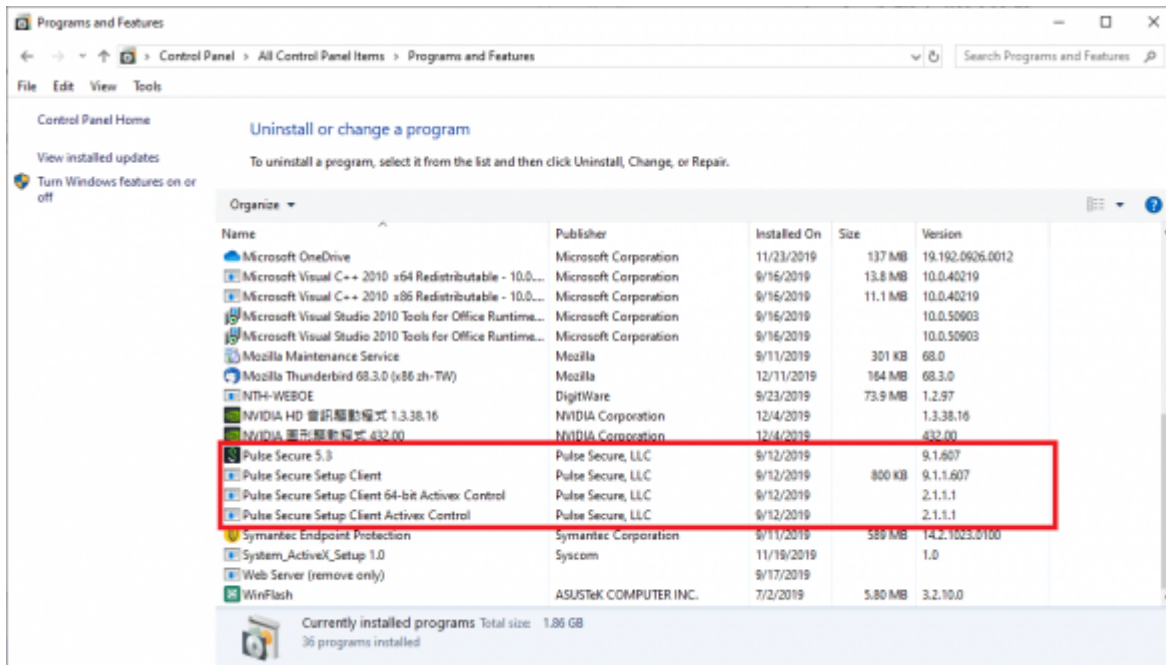 Programs and Features
Control Panel > All Control Panel Items > Programs and Features
Search Programs and Features
File Edit View Tools
Control Panel Home
View installed updates
Turn Windows features on or
off
Uninstall or change a program
To uninstall a program, select it from the list and then click Uninstall, Change, or Repair.
Organize
Name Publisher Installed On Size Version
Microsoft OneDrive Microsoft Corporation 11/23/2019 137 MB 19.192.0926.0012
Microsoft Visual C++ 2010 x64 Redistributable - 10.0.... Microsoft Corporation 9/16/2019 13.8 MB 10.0.40219
Microsoft Visual C++ 2010 x86 Redistributable - 10.0.... Microsoft Corporation 9/16/2019 11.1 MB 10.0.40219
Microsoft Visual Studio 2010 Tools for Office Runtime... Microsoft Corporation 9/16/2019 10.0.50903
Microsoft Visual Studio 2010 Tools for Office Runtime... Microsoft Corporation 9/16/2019 10.0.50903
Mozilla Maintenance Service Mozilla 9/11/2019 301 KB 68.0
Mozilla Thunderbird 68.3.0 (x86 zh-TW) Mozilla 12/11/2019 164 MB 68.3.0
NTH-WEBOE DigitWare 9/23/2019 73.9 MB 1.2.97
NVIDIA HD 音訊驅動程式 1.3.38.16 NVIDIA Corporation 12/4/2019 1.3.38.16
NVIDIA 圖形驅動程式 432.00 NVIDIA Corporation 12/4/2019 432.00
Pulse Secure 5.3 Pulse Secure, LLC 9/12/2019 9.1.607
Pulse Secure Setup Client Pulse Secure, LLC 9/12/2019 800 KB 9.1.1.607
Pulse Secure Setup Client 64-bit Activex Control Pulse Secure, LLC 9/12/2019 2.1.1.1
Pulse Secure Setup Client Activex Control Pulse Secure, LLC 9/12/2019 2.1.1.1
Symantec Endpoint Protection Symantec Corporation 9/11/2019 589 MB 14.2.1023.0100
System_ActiveX_Setup 1.0 Syscom 11/19/2019 1.0
Web Server (remove only) 9/17/2019
WinFlash ASUSTeK COMPUTER INC. 7/2/2019 5.80 MB 3.2.10.0
Currently installed programs Total size: 1.86 GB
36 programs installed